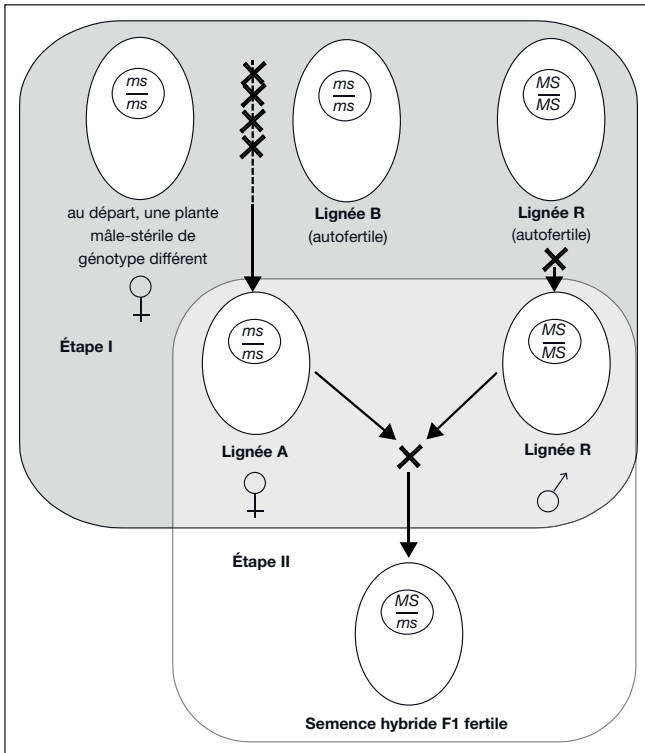 ms
ms
ms
ms
MS
MS
au départ, une plante
mâle-stérile de
génotype différent
Lignée B
(autofertile)
Lignée R
(autofertile)
Étape I
ms
ms
MS
MS
Lignée A
Lignée R
Étape II
MS
ms
Semence hybride F1 fertile